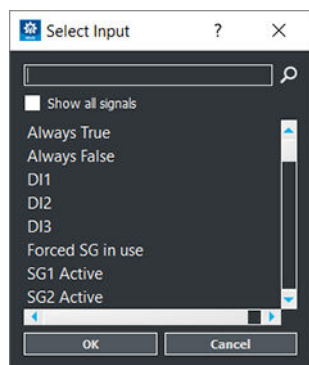 Select Input
?
Show all signals
Always True
Always False
DI1
DI2
DI3
Forced SG in use
SG1 Active
SG2 Active
OK Cancel